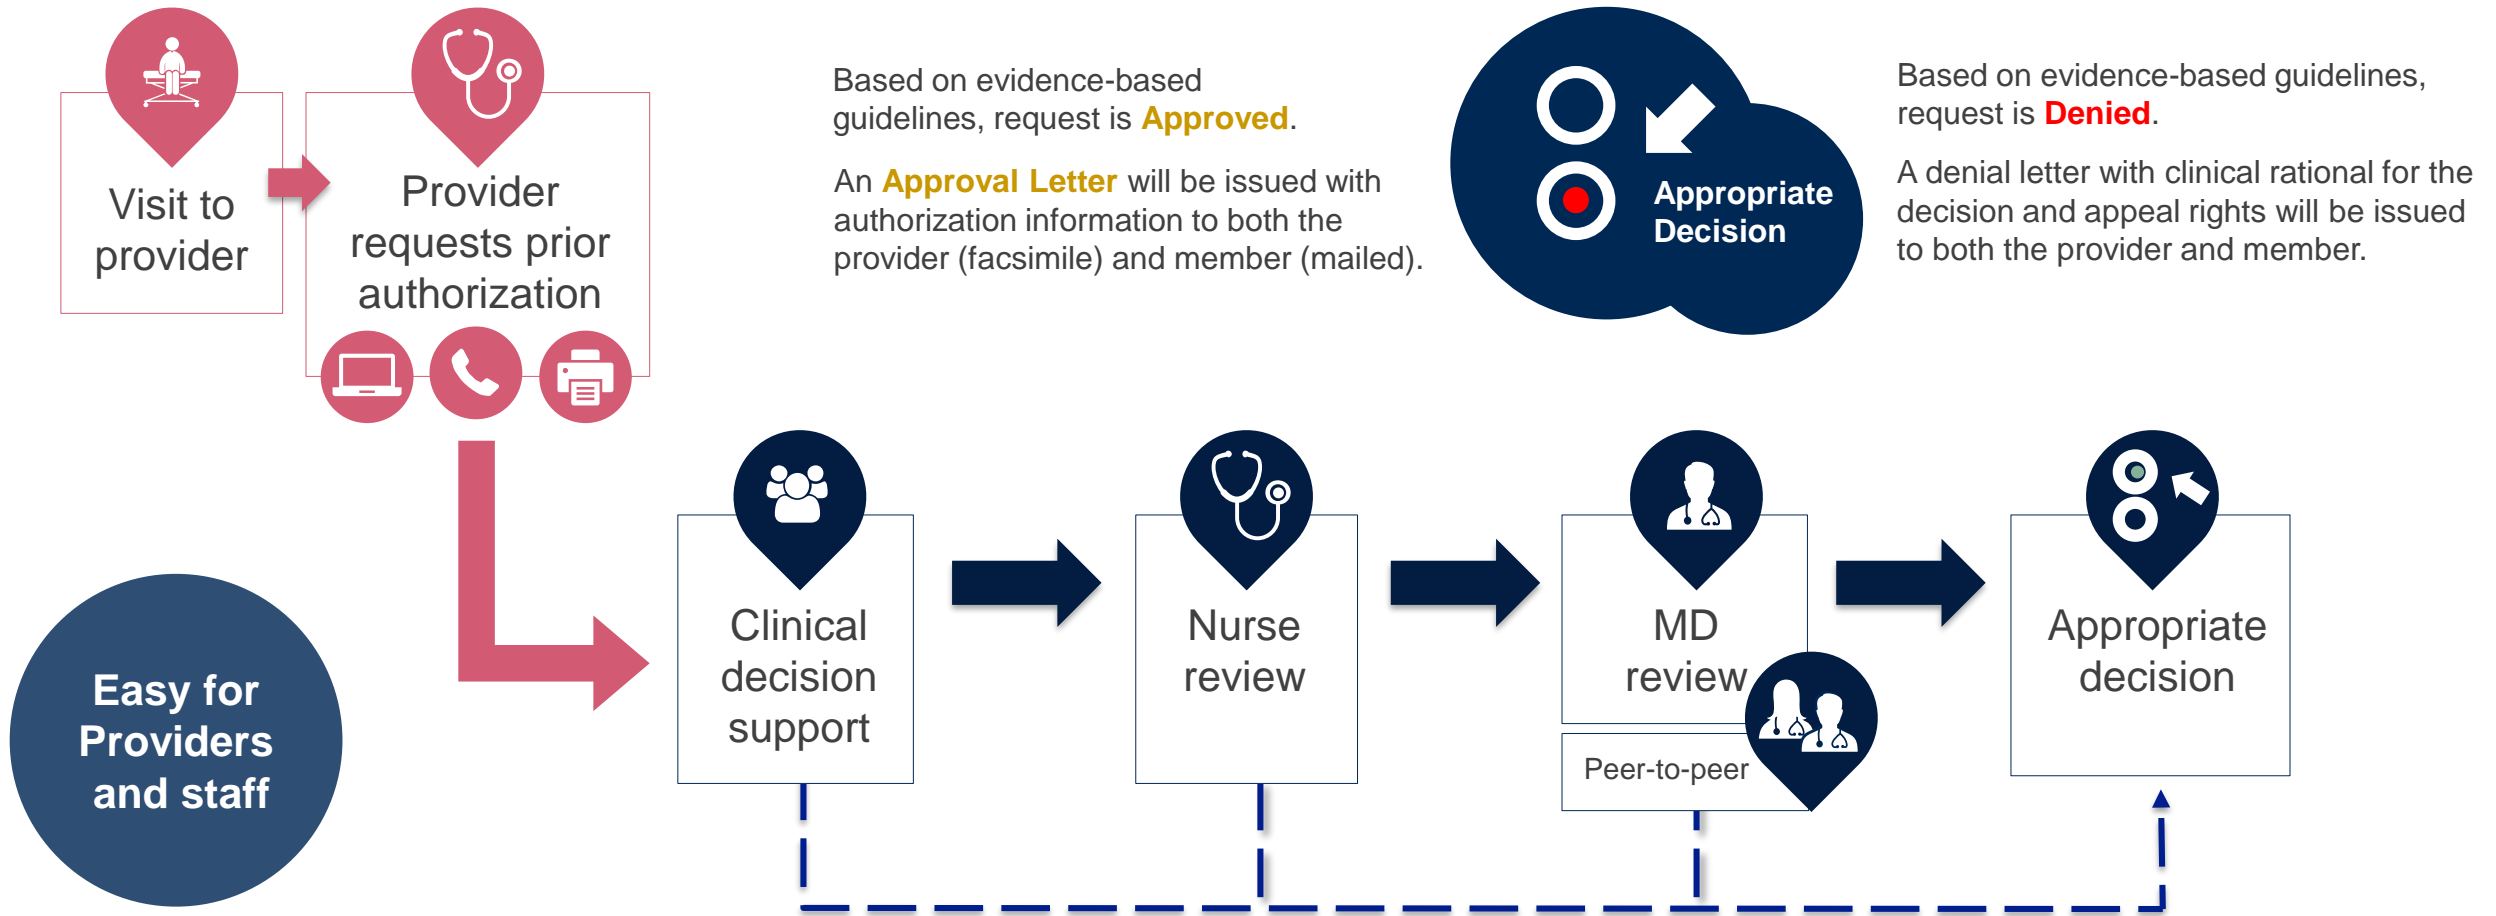 Visit to
provider
Provider
requests prior
authorization
Based on evidence-based
guidelines, request is Approved.
An Approval Letter will be issued with
authorization information to both the
provider (facsimile) and member (mailed).
Appropriate
Decision
Based on evidence-based guidelines,
request is Denied.
A denial letter with clinical rational for the
decision and appeal rights will be issued
to both the provider and member.
Easy for
Providers
and staff
Clinical
decision
support
Nurse
review
MD
review
Peer-to-peer
Appropriate
decision